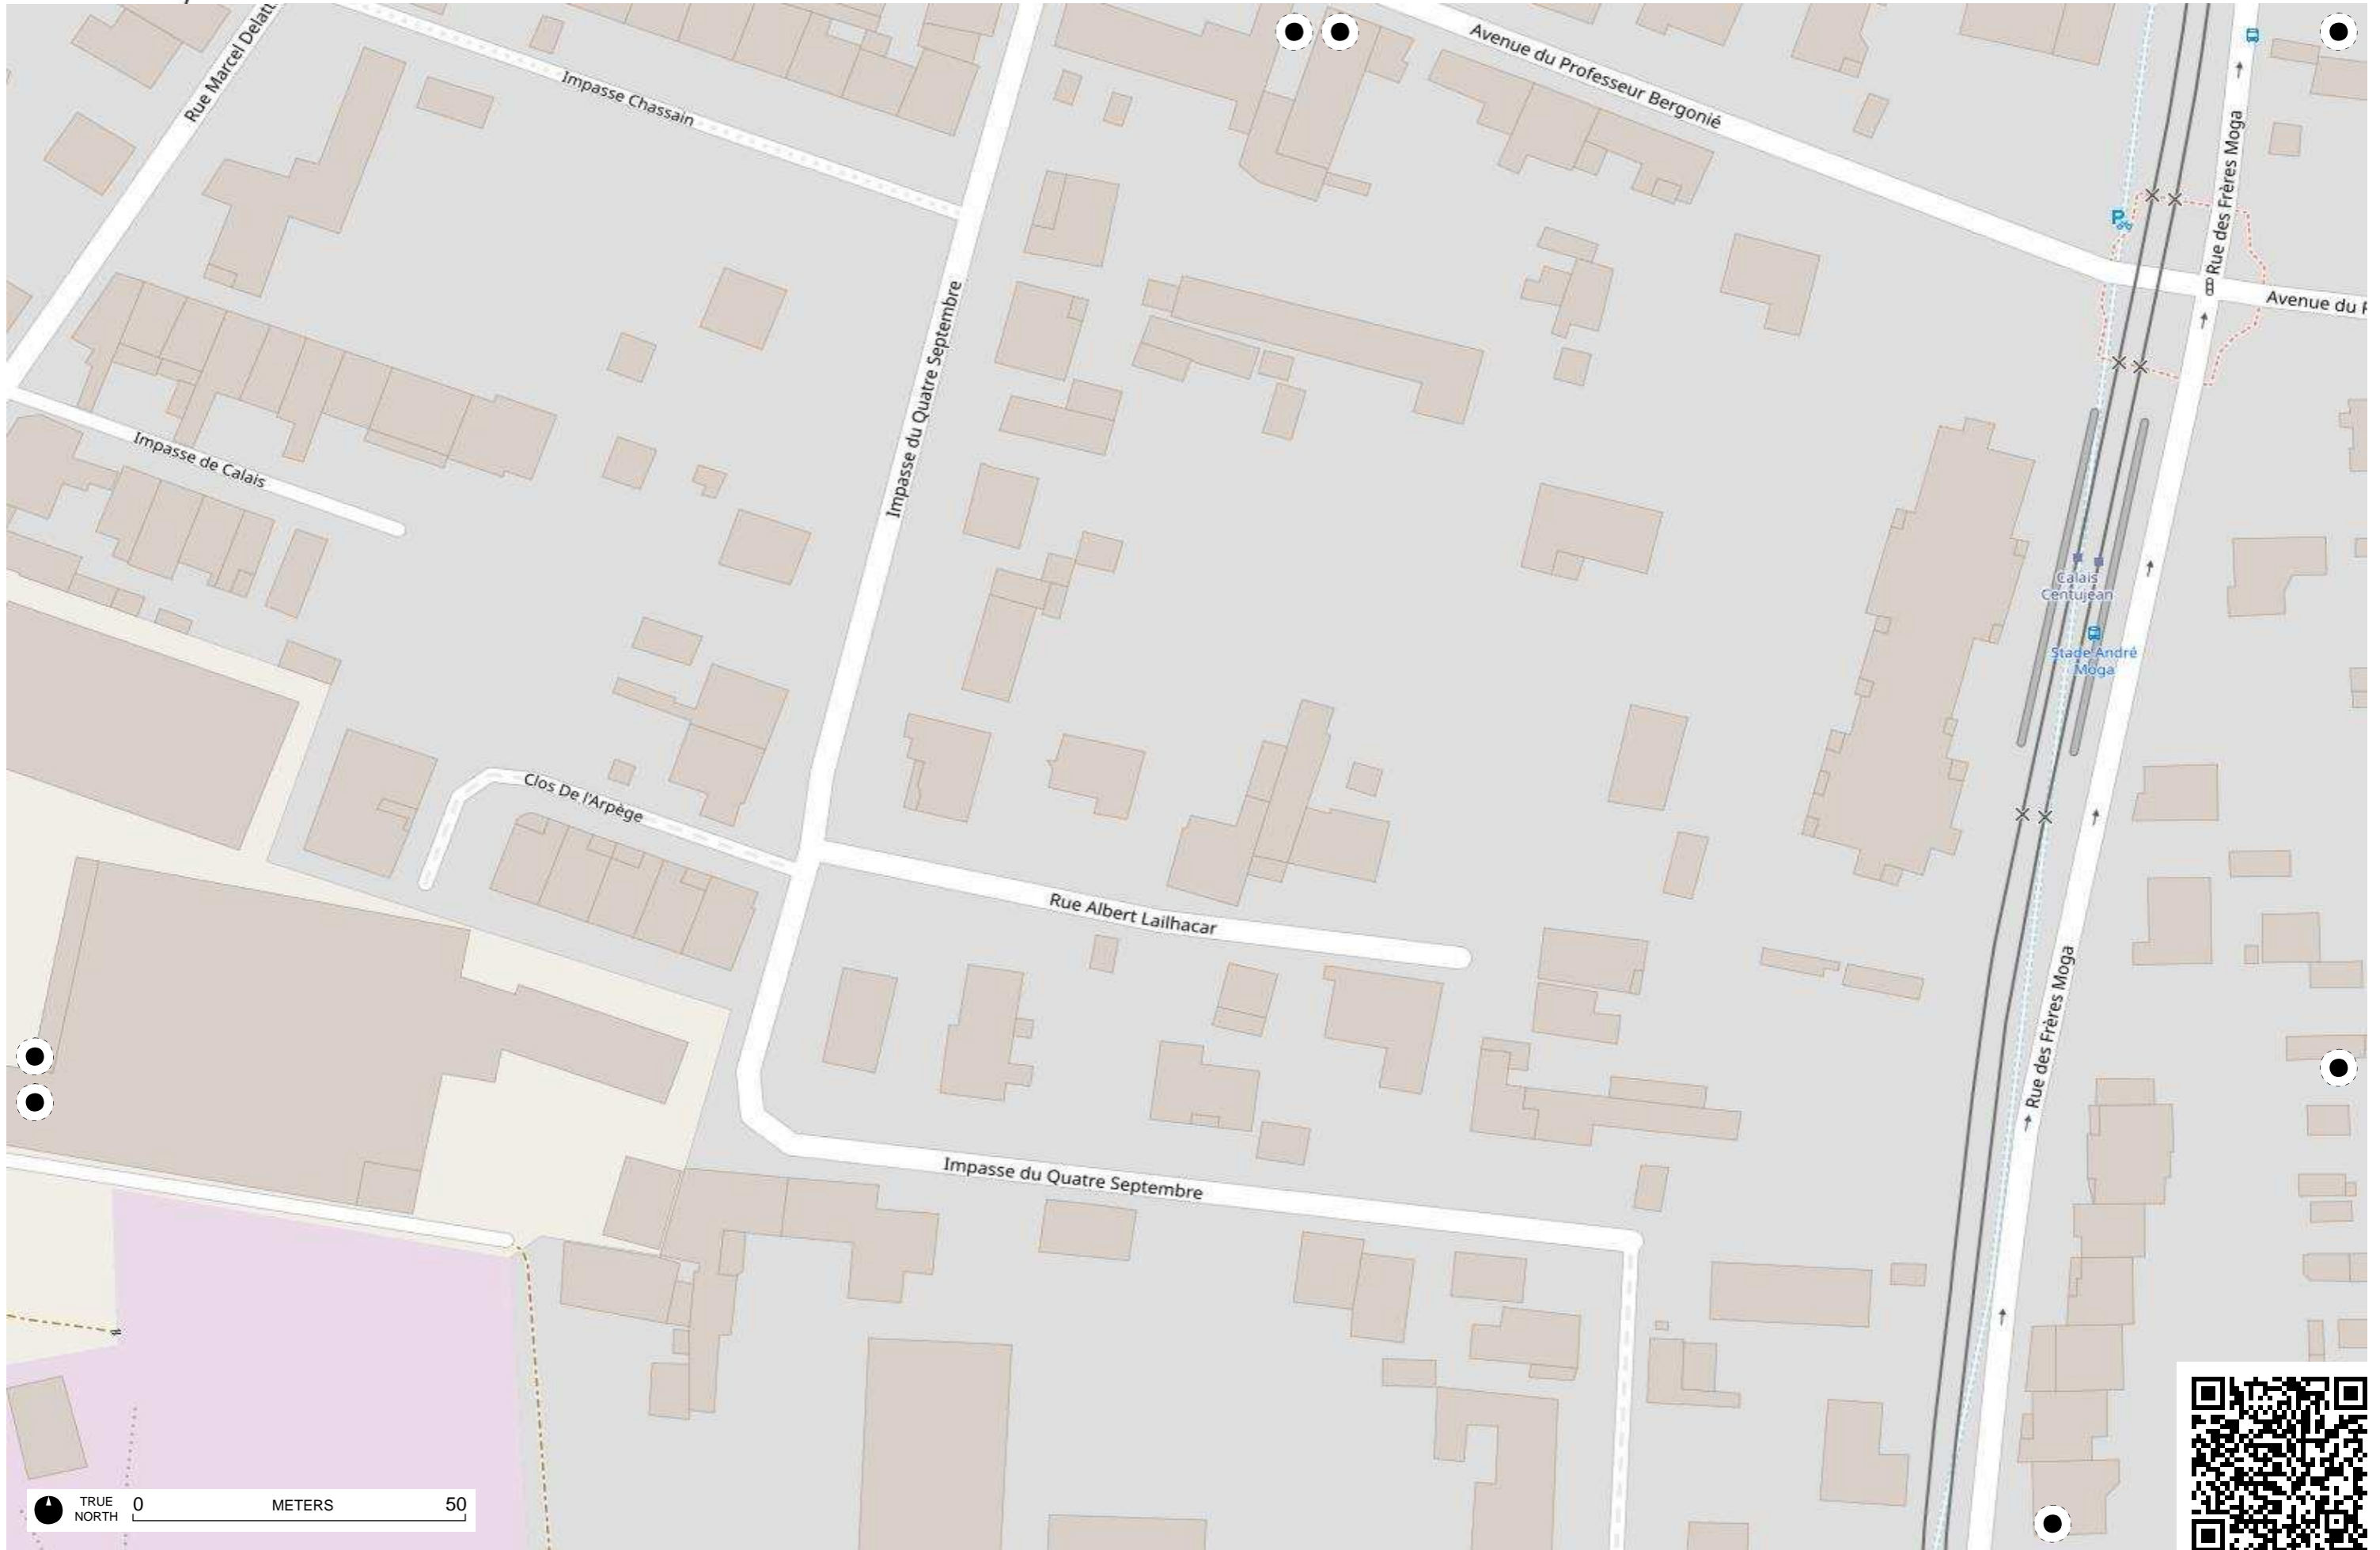 Rue Marcel Delat
Impasse Chassain
Avenue du Professeur Bergonié
Rue des Frères Moga
P
Avenue du
Impasse du Quatre Septembre
Impasse de Calais
Calais
Centujean
Stade André
Moga
Clos De l'Arpège
Rue Albert Lailhacar
Rue des Frères Moga
Impasse du Quatre Septembre
TRUE
NORTH
0 METERS 50